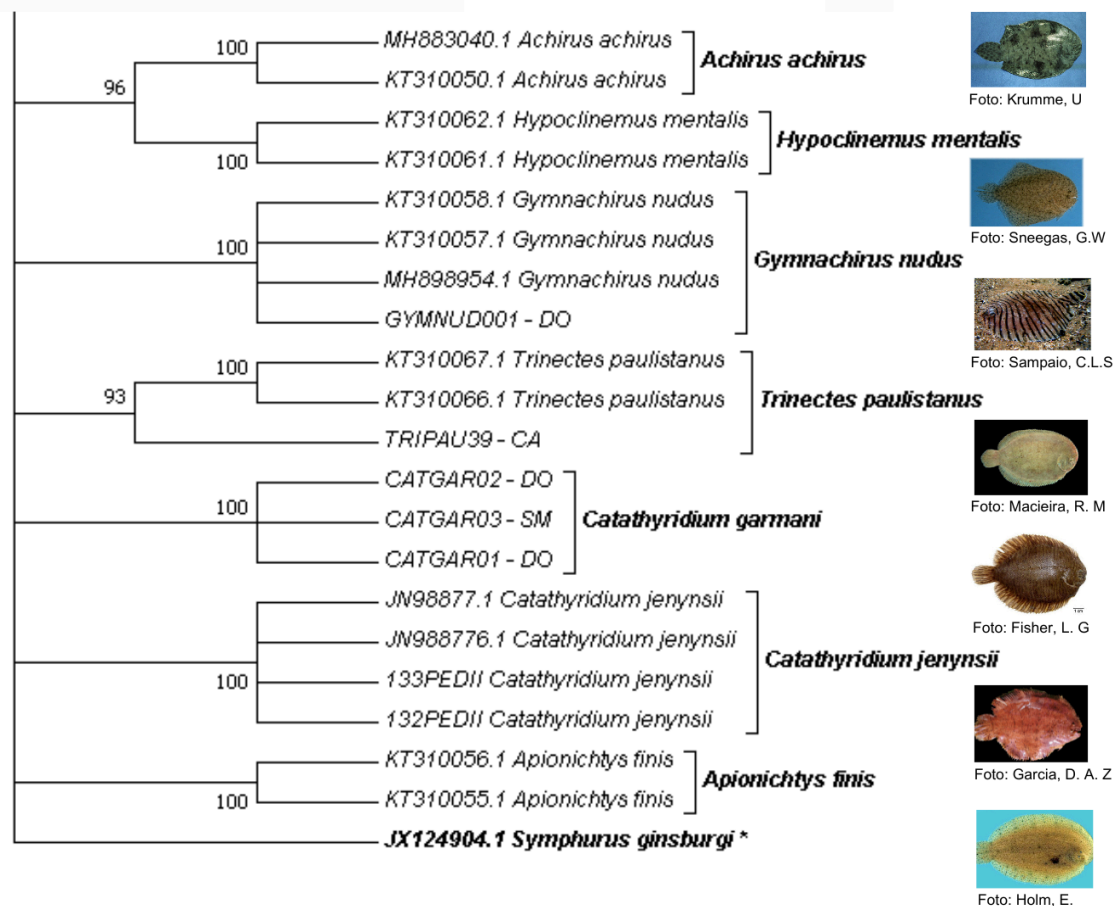 MH883040.1 Achirus achirus
100
Achirus achirus
KT310050.1 Achirus achirus
96
Foto: Krumme, U
KT310062.1 Hypoclinemus mentalis
Hypoclinemus mentalis
100
KT310061.1 Hypoclinemus mentalis
KT310058.1 Gymnachirus nudus
100
KT310057.1 Gymnachirus nudus
Foto: Sneegas, G.W
Gymnachirus nudus
MH898954.1 Gymnachirus nudus
GYMNUD001 - DO
KT310067.1 Trinectes paulistanus
Foto: Sampaio, C.L.S
100
93
KT310066.1 Trinectes paulistanus
Trinectes paulistanus
TRIPAU39 - CA
CATGAR02 - DO
100
Foto: Macieira, R. M
CATGAR03 - SM
Catathyridium garmani
CATGAR01 - DO
JN98877.1 Catathyridium jenynsii
Foto: Fisher, L. G
JN988776.1 Catathyridium jenynsii
Catathyridium jenynsii
100
133PEDII Catathyridium jenynsii
132PEDII Catathyridium jenynsii
KT310056.1 Apionichtys finis
Foto: Garcia, D. A. Z
Apionichtys finis
100
KT310055.1 Apionichtys finis
JX124904.1 Symphurus ginsburgi *
Foto: Holm, E.